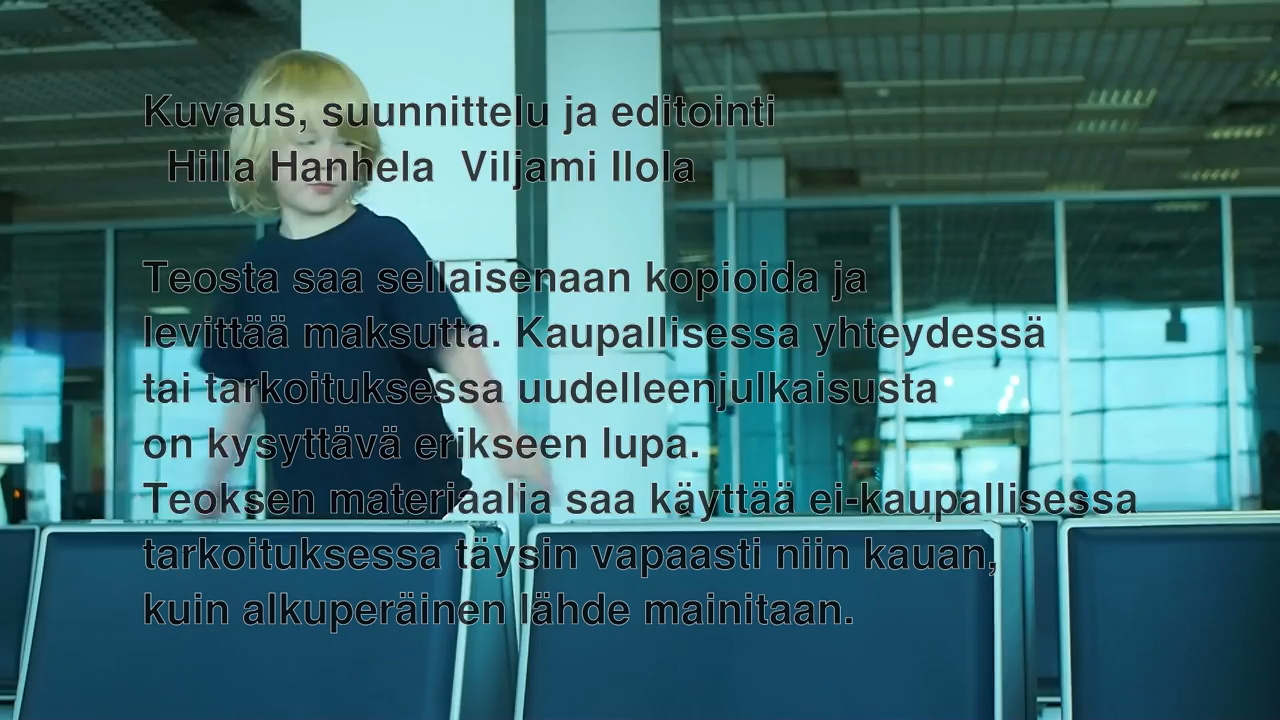 Kuvaus, suunnittelu ja editointi
Hilla Hanhela Viljami Ilola
Teosta saa sellaisenaan kopioida ja
levittää maksutta. Kaupallisessa yhteydessä
tai tarkoituksessa uudelleenjulkaisusta
on kysyttävä erikseen lupa.
Teoksen materiaalia saa käyttää ei-kaupallisessa
tarkoituksessa täysin vapaasti niin kauan,
kuin alkuperäinen lähde mainitaan.